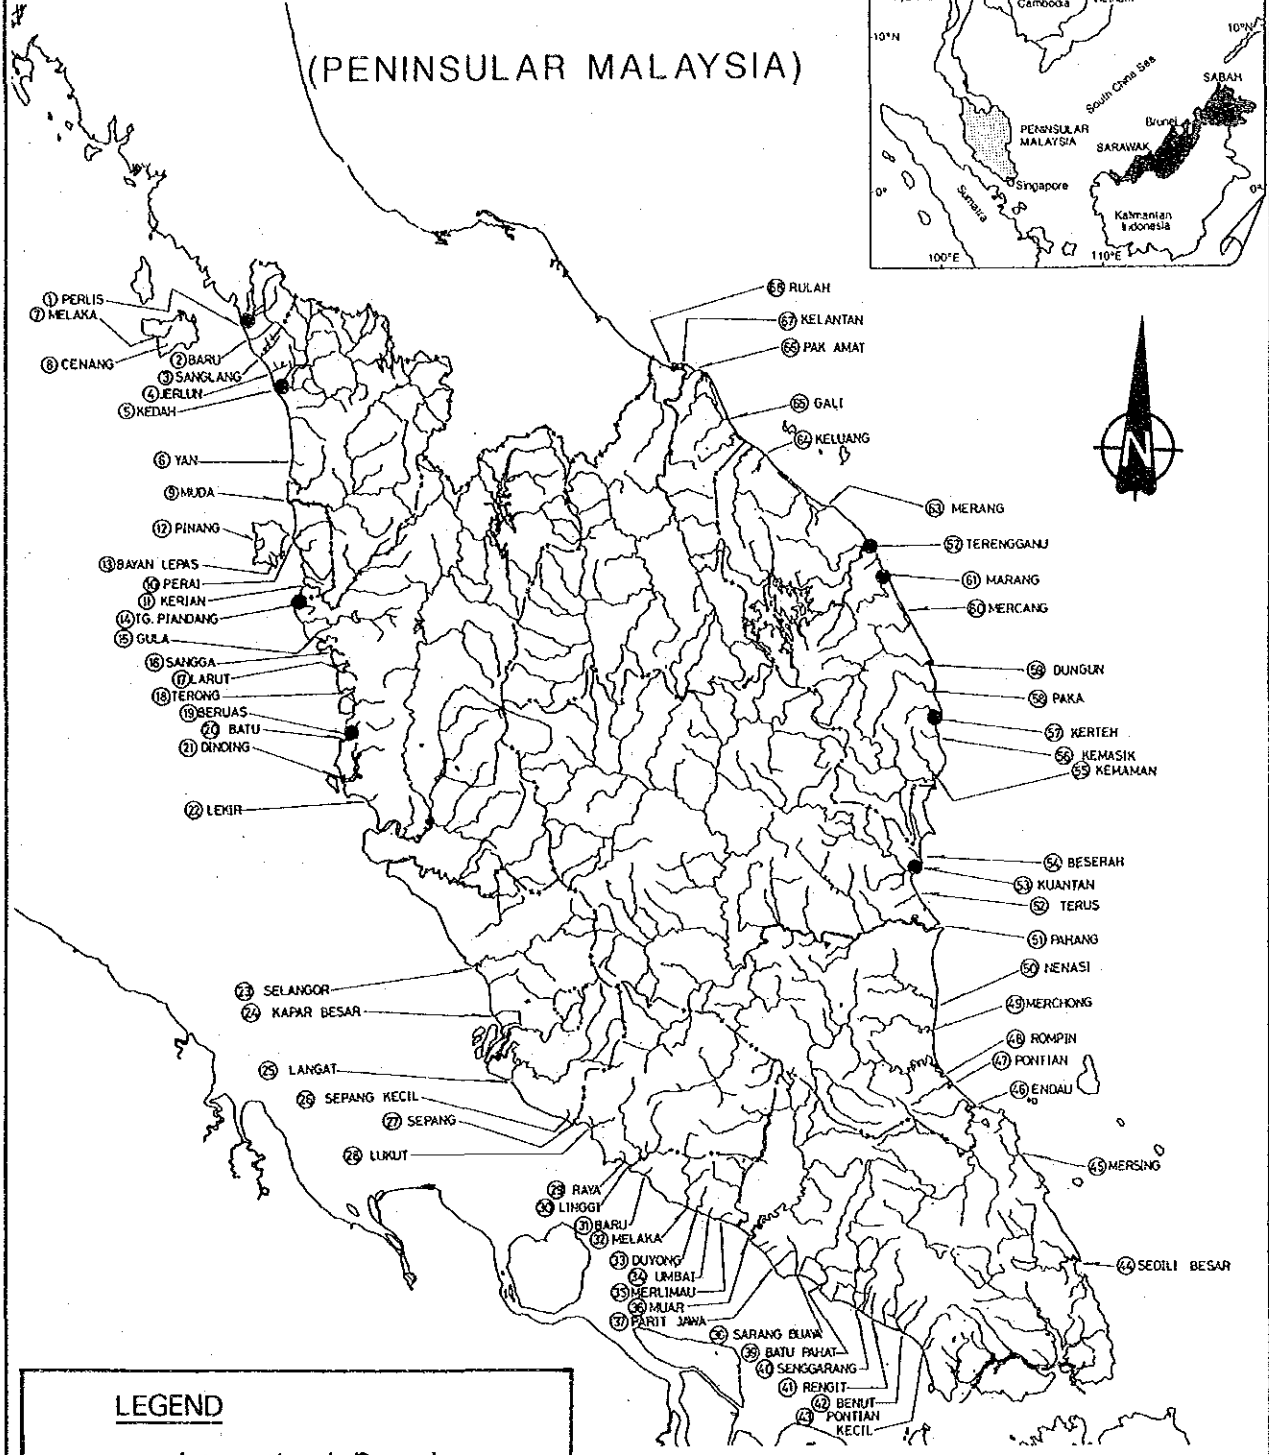 (PENINSULAR MALAYSIA)
Cambodia
10°N
10°N
South China Sea
SABAH
Brunei
PENINSULAR
MALAYSIA
SARAWAK
Singapore
0°
Sumatra
Kalimantan
Indonesia
100°E
110°E
N
1 PERLIS
7 MELAKA
8 CENANG
2 BARU
3 SANGLANG
4 JERLUN
5 KEDAH
6 YAN
9 MUDA
12 PINANG
13 BAYAN LEPAS
10 PERAI
11 KERIAN
14 TG. PIANDANG
15 GULA
16 SANGGA
17 LARUT
18 TERONG
19 BERUAS
20 BATU
21 DINDING
22 LEKIR
23 SELANGOR
24 KAPAR BESAR
25 LANGAT
26 SEPANG KECIL
27 SEPANG
28 LUKUT
29 RAYA
30 LINGGI
31 BARU
32 MELAKA
33 DUYONG
34 UMBAI
35 MERLIMAU
36 MUAR
37 PARIT JAWA
38 SARANG BUAYA
39 BATU PAHAT
40 SENGGARANG
41 RENGIT
42 BENUT
43 PONTIAN
KECIL
68 RULAH
67 KELANTAN
66 PAK AMAT
65 GALI
64 KELUANG
63 MERANG
62 TERENGGANU
61 MARANG
60 MERCANG
59 DUNGUN
58 PAKA
57 KERTEH
56 KEMASIK
55 KEMAMAN
54 BESERAH
53 KUANTAN
52 TERUS
51 PAHANG
50 NENASI
49 MERCHONG
48 ROMPIN
47 PONTIAN
46 ENDAU
45 MERSING
44 SEDILI BESAR
LEGEND